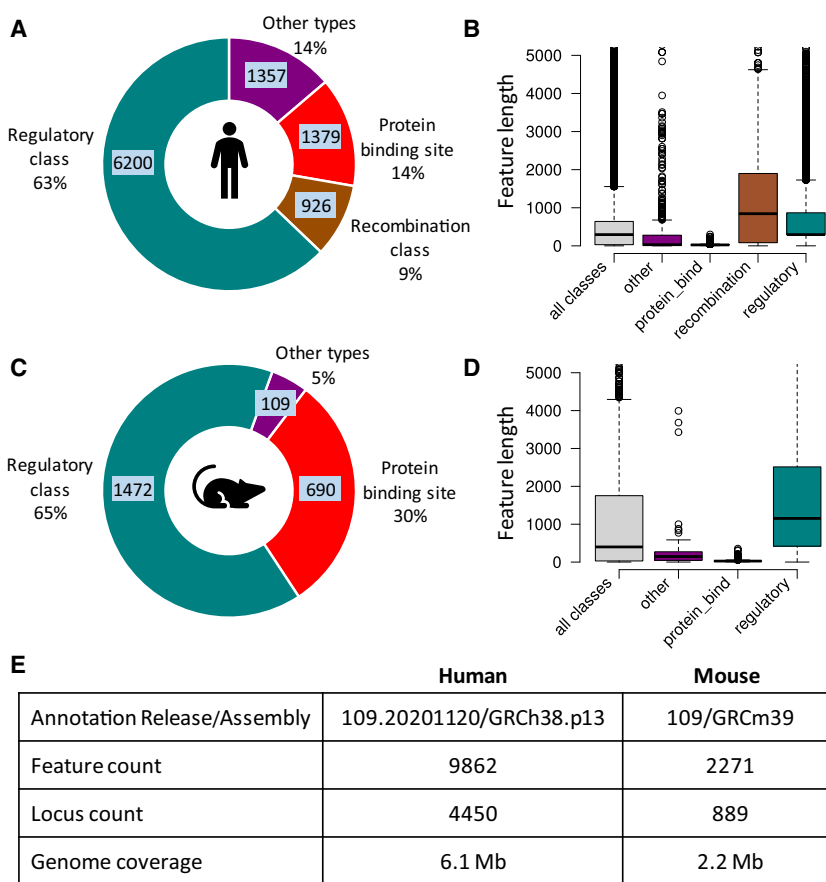 A
Other types
14%
1357
1379
Protein
binding site
14%
926
Recombination
class
9%
Regulatory
class
63%
6200
B
Feature length
5000
4000
3000
2000
1000
0
all classes
other
protein_bind
recombination
regulatory
C
Other types
5%
109
Regulatory
class
65%
1472
690
Protein
binding site
30%
D
Feature length
5000
4000
3000
2000
1000
0
all classes
other
protein_bind
regulatory
E
Human Mouse
Annotation Release/Assembly 109.20201120/GRCh38.p13 109/GRCm39
Feature count 9862 2271
Locus count 4450 889
Genome coverage 6.1 Mb 2.2 Mb